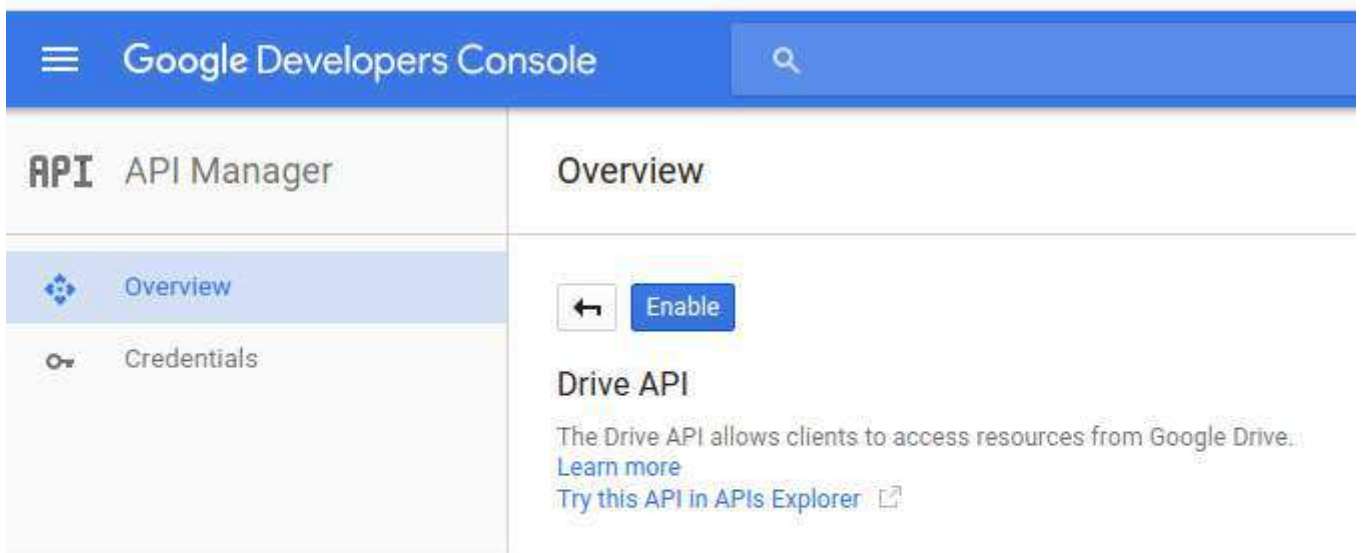 Google Developers Console
API API Manager
Overview
Overview
Credentials
Enable
Drive API
The Drive API allows clients to access resources from Google Drive.
Learn more
Try this API in APIs Explorer